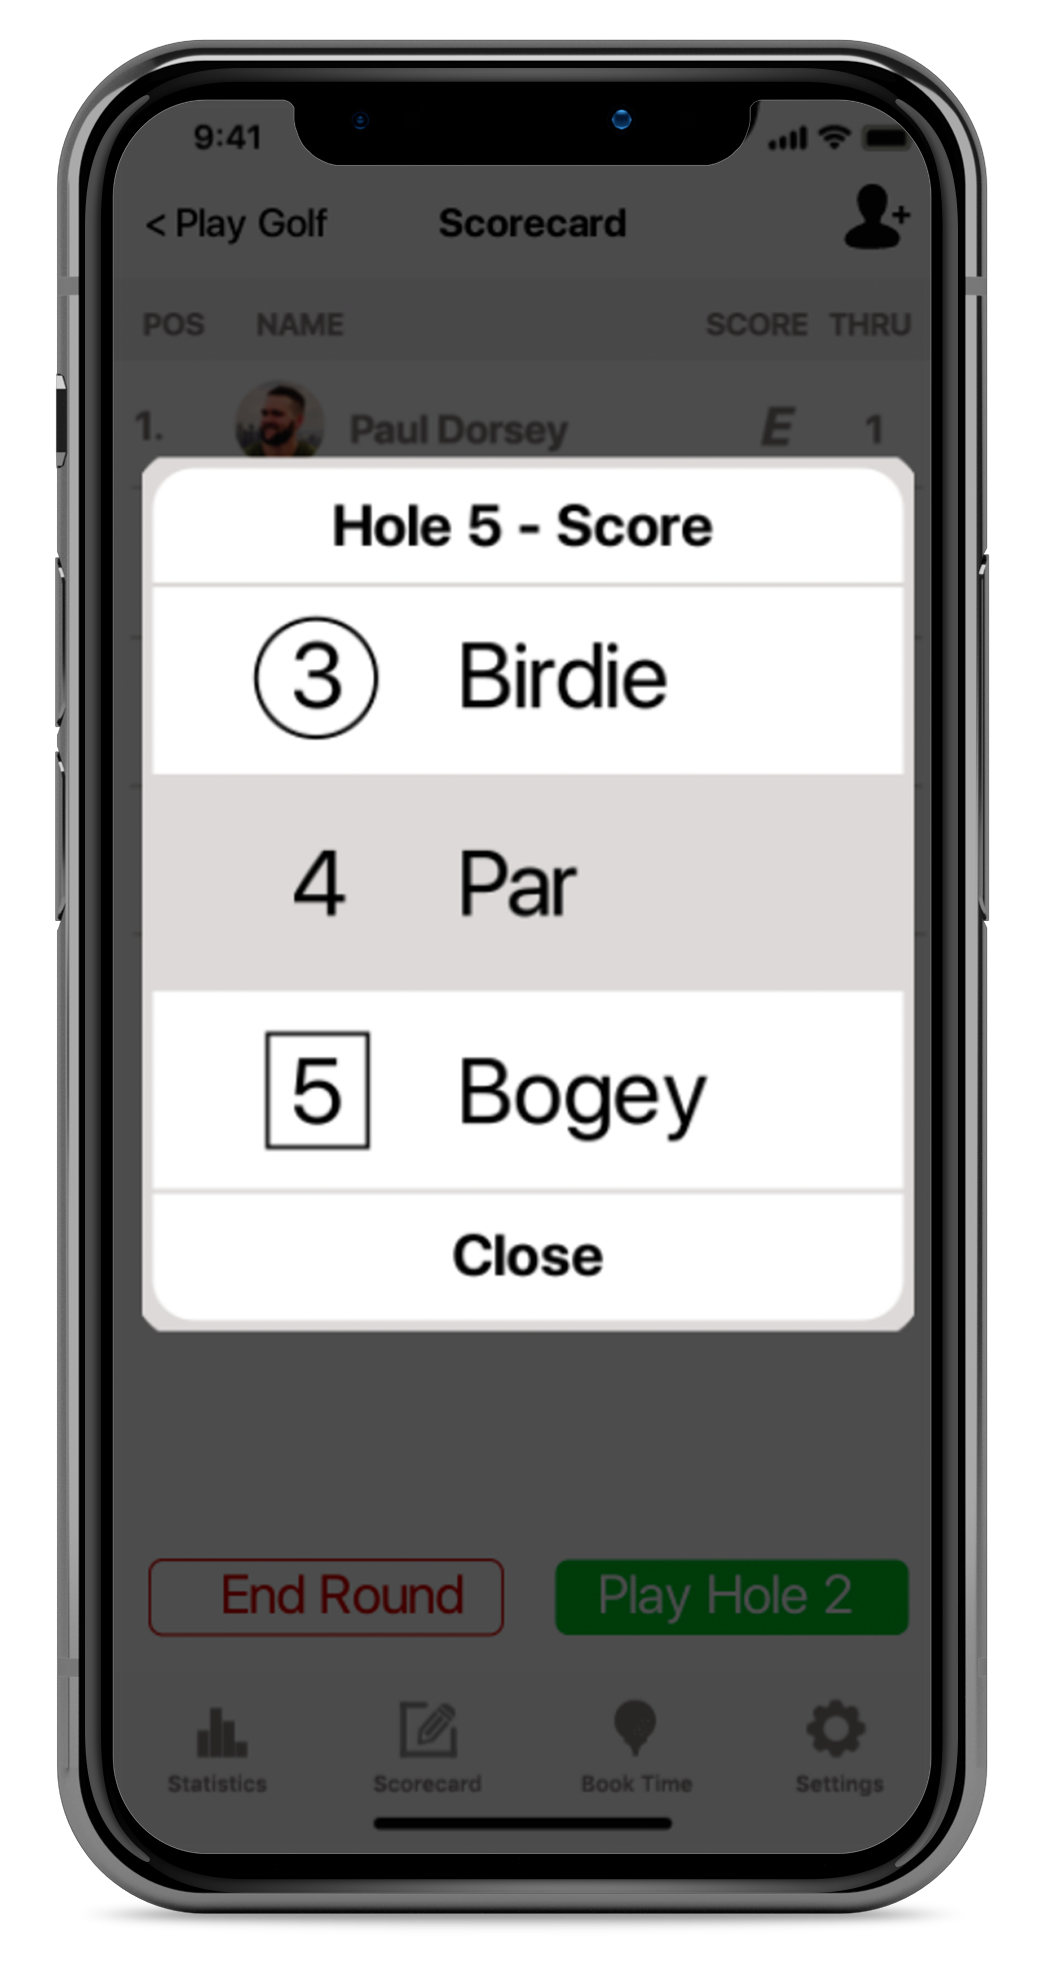 9:41
< Play Golf Scorecard
POS NAME SCORE THRU
1. Paul Dorsey E 1
Hole 5 - Score
3 Birdie
4 Par
5 Bogey
Close
End Round Play Hole 2
Statistics Scorecard Book Time Settings